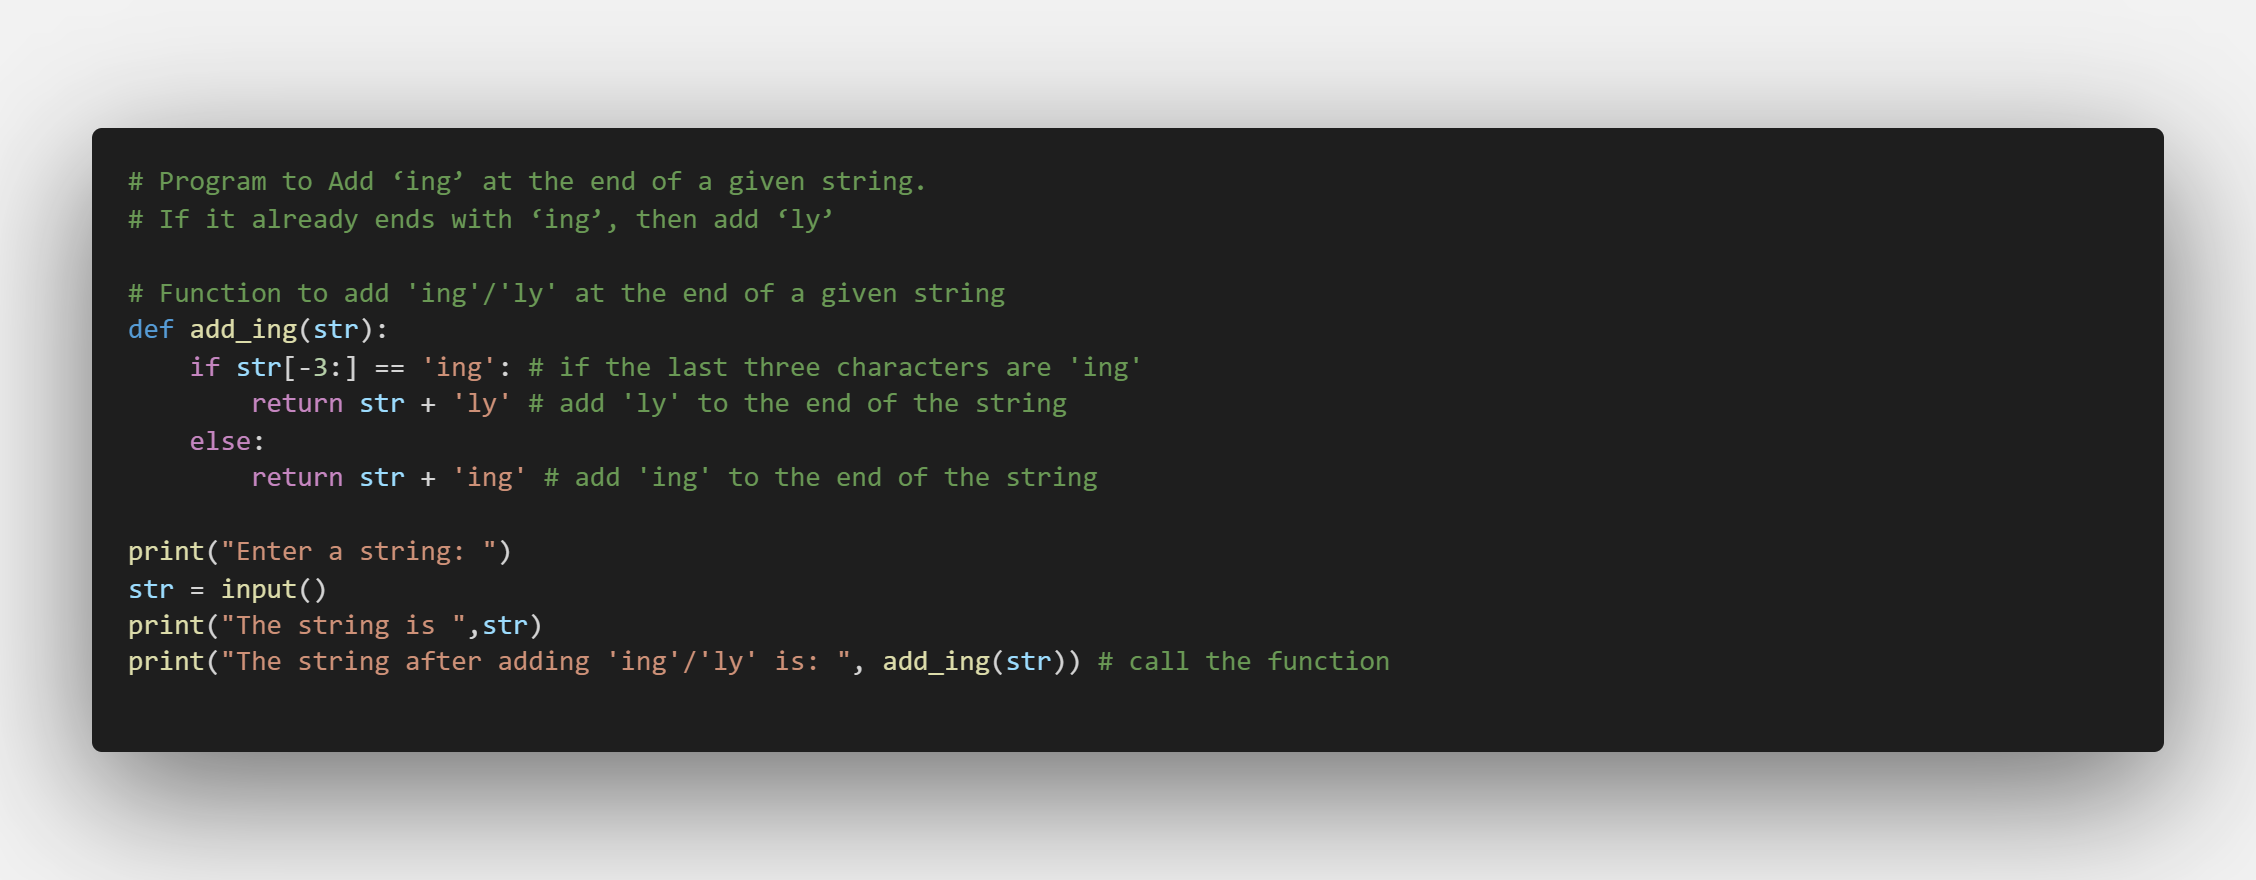 # Program to Add ‘ing’ at the end of a given string.
# If it already ends with ‘ing’, then add ‘ly’

# Function to add 'ing'/'ly' at the end of a given string
def add_ing(str):
    if str[-3:] == 'ing': # if the last three characters are 'ing'
        return str + 'ly' # add 'ly' to the end of the string
    else:
        return str + 'ing' # add 'ing' to the end of the string

print("Enter a string: ")
str = input()
print("The string is ",str)
print("The string after adding 'ing'/'ly' is: ", add_ing(str)) # call the function